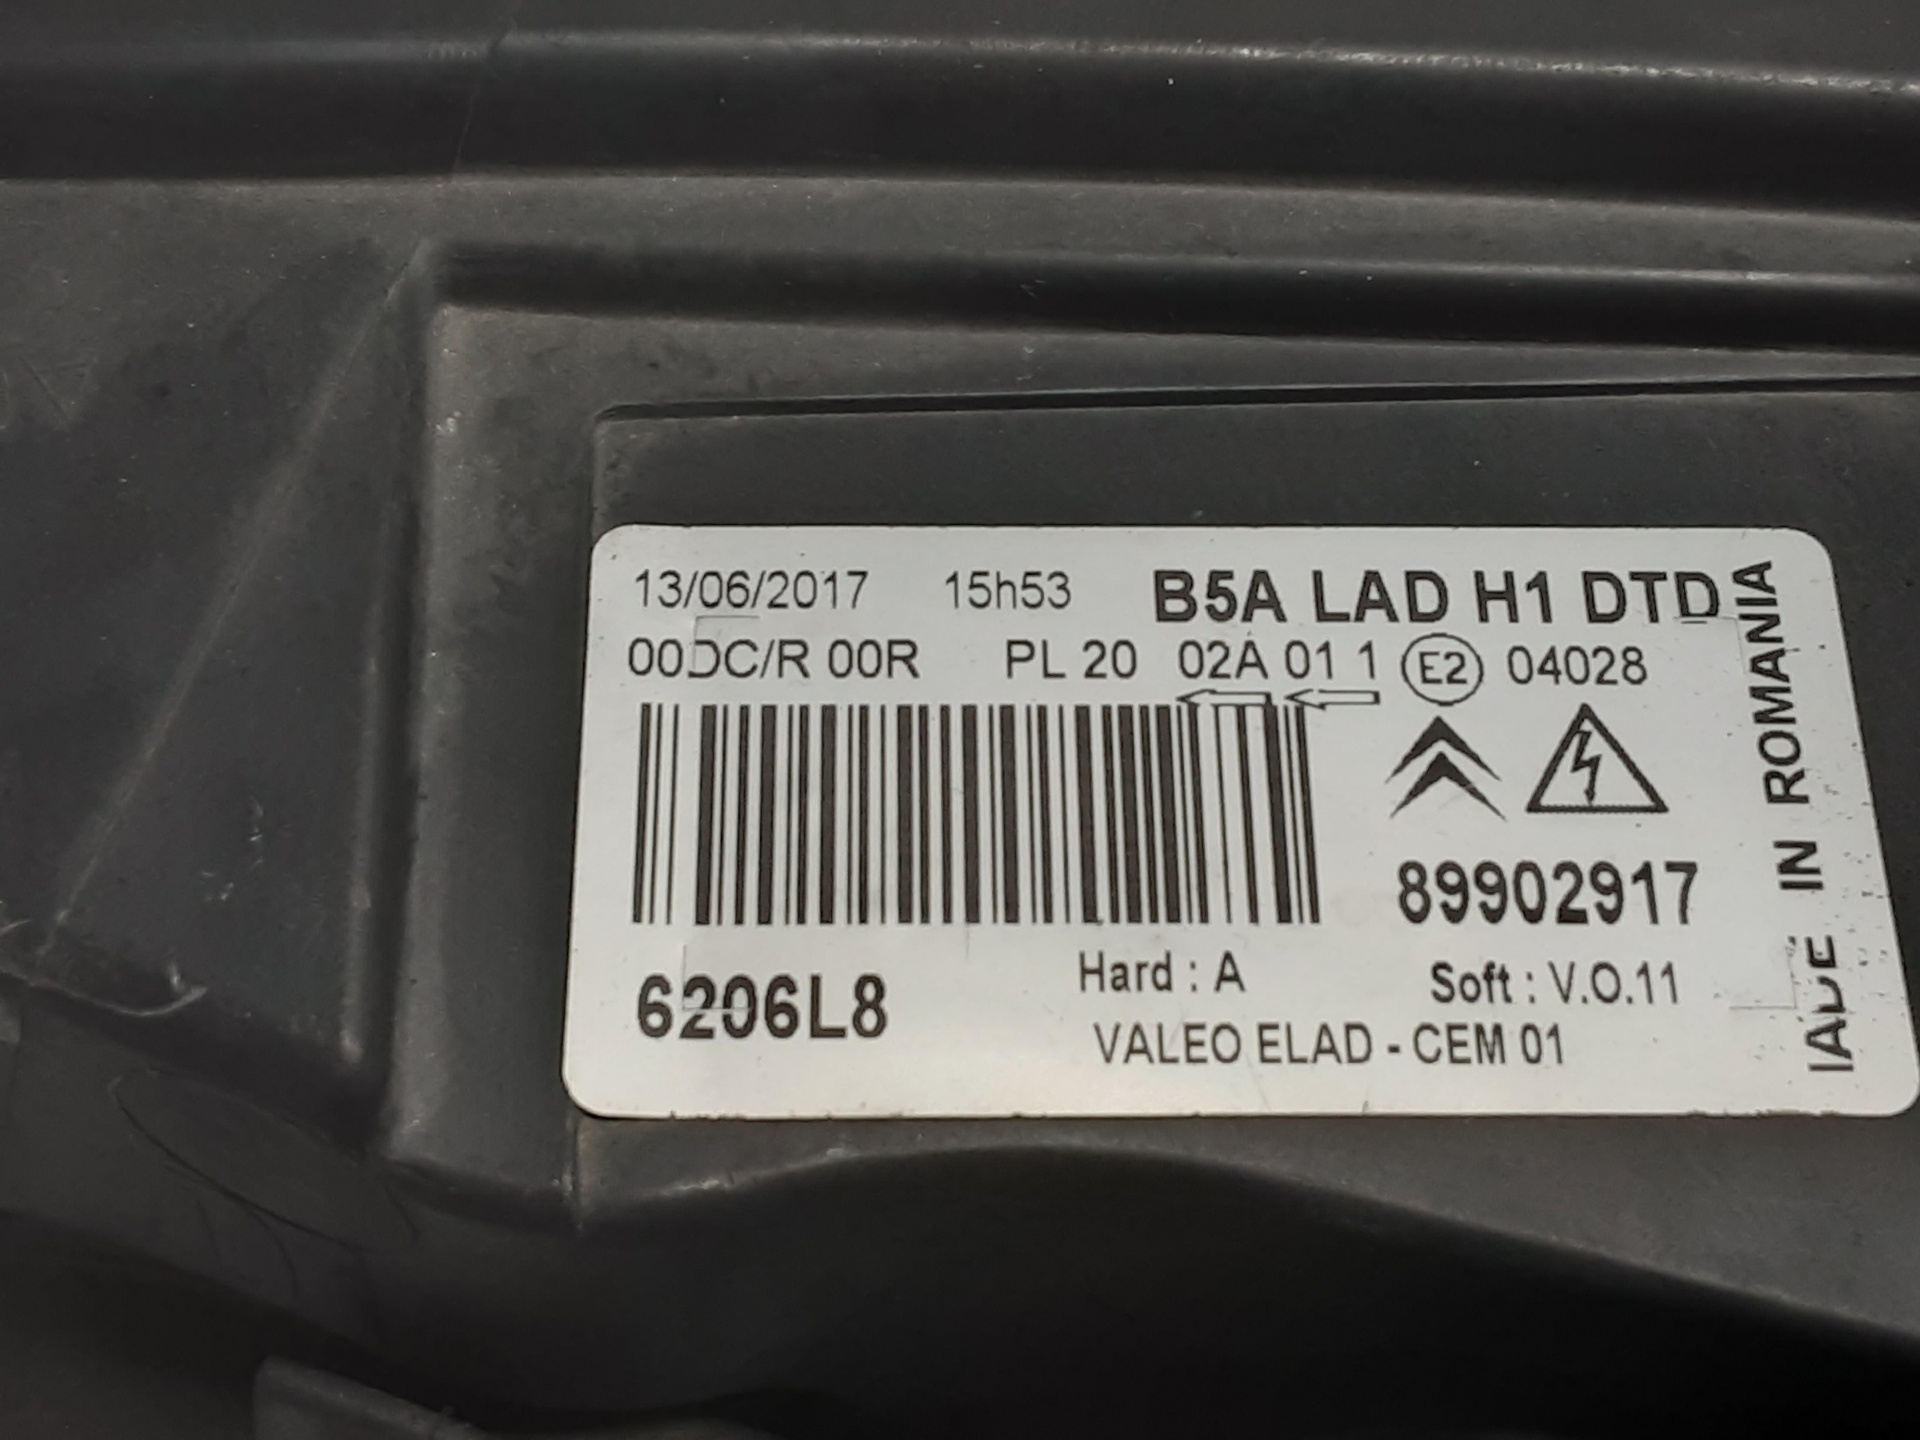 13/06/2017 15h53 B5A LAD H1 DTD
00DC/R 00R PL 20 02A 01 1 E2 04028
89902917
6206L8 Hard : A Soft : V.O.11
VALEO ELAD - CEM 01
MADE IN ROMANIA